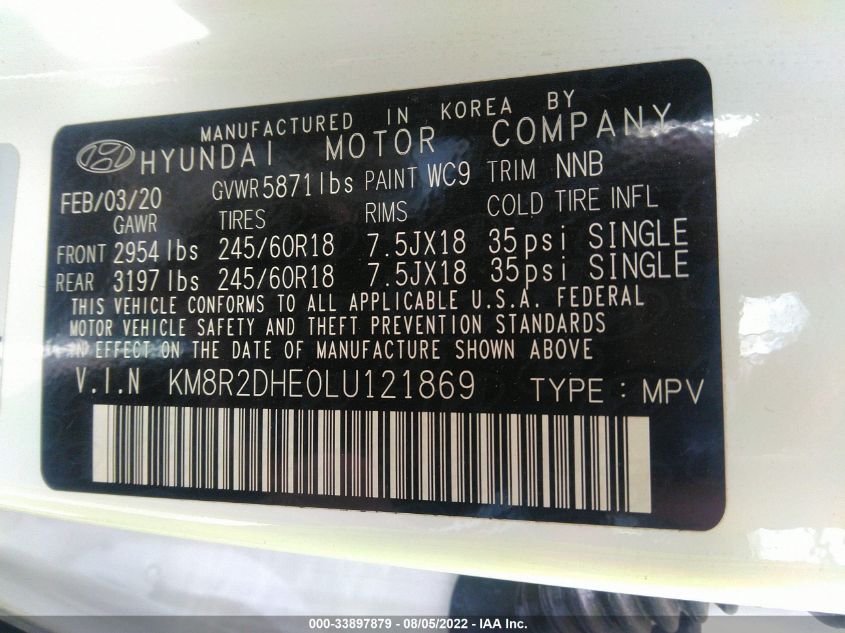 MANUFACTURED IN KOREA BY
HYUNDAI MOTOR COMPANY
FEB/03/20 GVWR 5871lbs PAINT WC9 TRIM NNB
GAWR TIRES RIMS COLD TIRE INFL
FRONT 2954 lbs 245/60R18 7.5JX18 35psi SINGLE
REAR 3197 lbs 245/60R18 7.5JX18 35psi SINGLE
THIS VEHICLE CONFORMS TO ALL APPLICABLE U.S.A. FEDERAL
MOTOR VEHICLE SAFETY AND THEFT PREVENTION STANDARDS
IN EFFECT ON THE DATE OF MANUFACTURE SHOWN ABOVE.
V.I.N KM8R2DHE0LU121869 TYPE : MPV
000-33897879 - 08/05/2022 - IAA Inc.